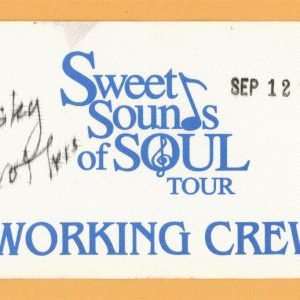 Sweet
SEP 12
Sounds
of SOUL
TOUR
WORKING CREW